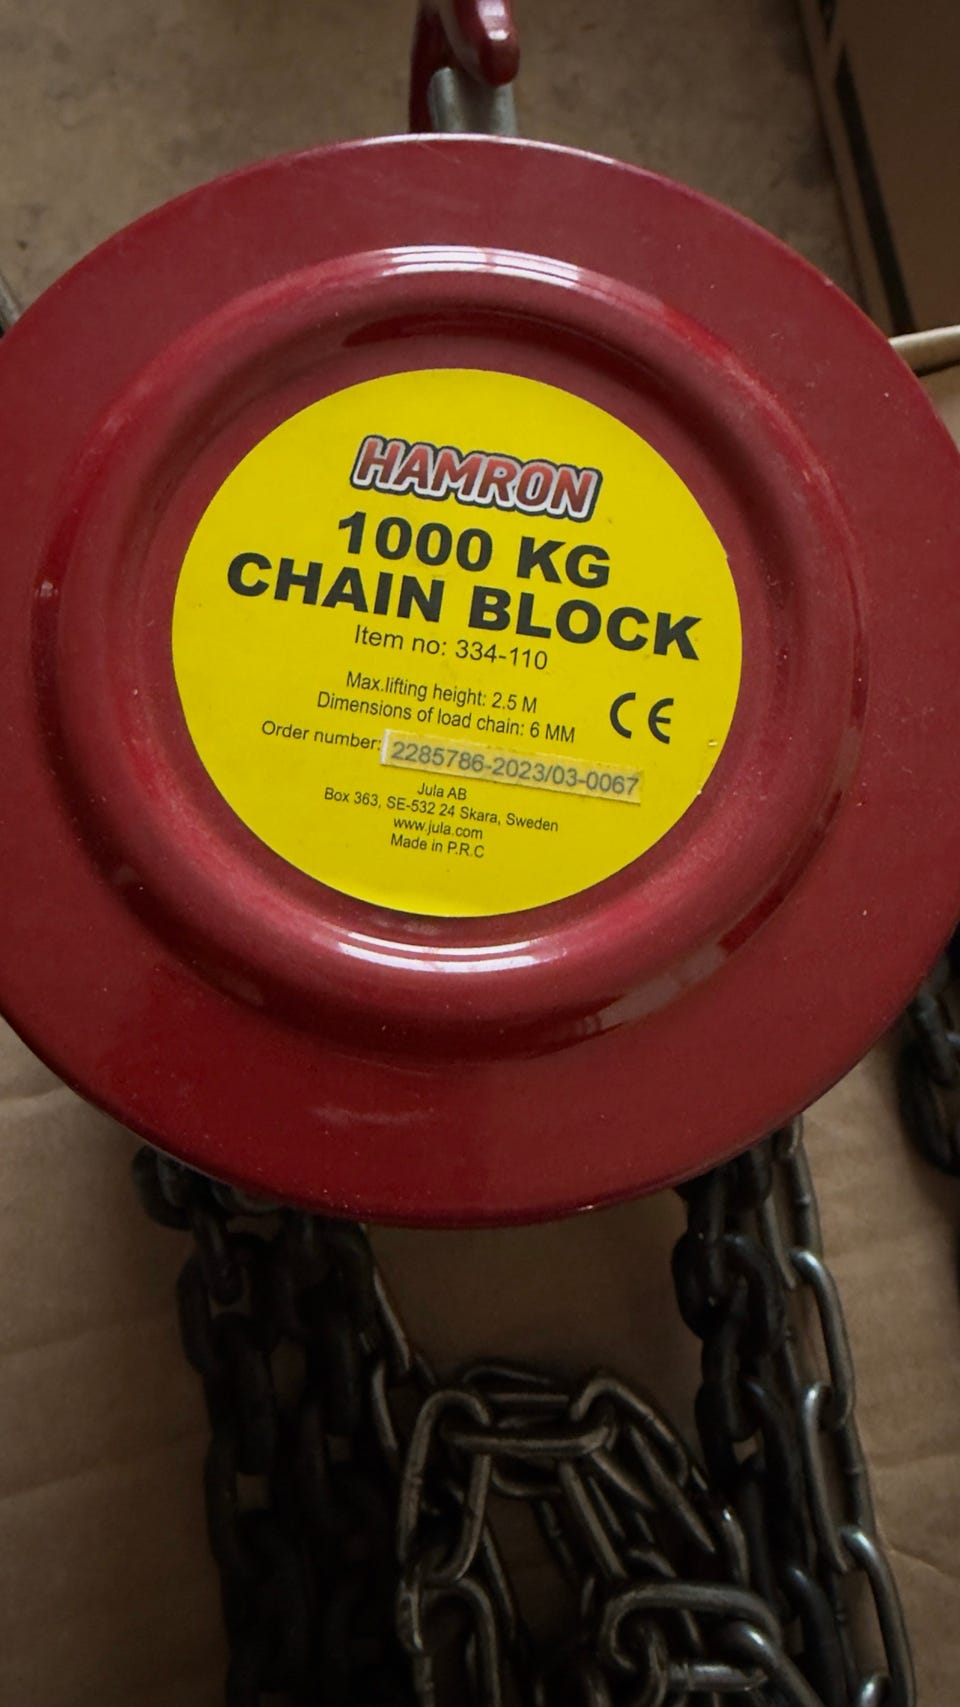 HAMRON
1000 KG
CHAIN BLOCK
Item no: 334-110
Max.lifting height: 2.5 M
Dimensions of load chain: 6 MM
CE
Order number: 2285786-2023/03-0067
Jula AB
Box 363, SE-532 24 Skara, Sweden
www.jula.com
Made in P.R.C